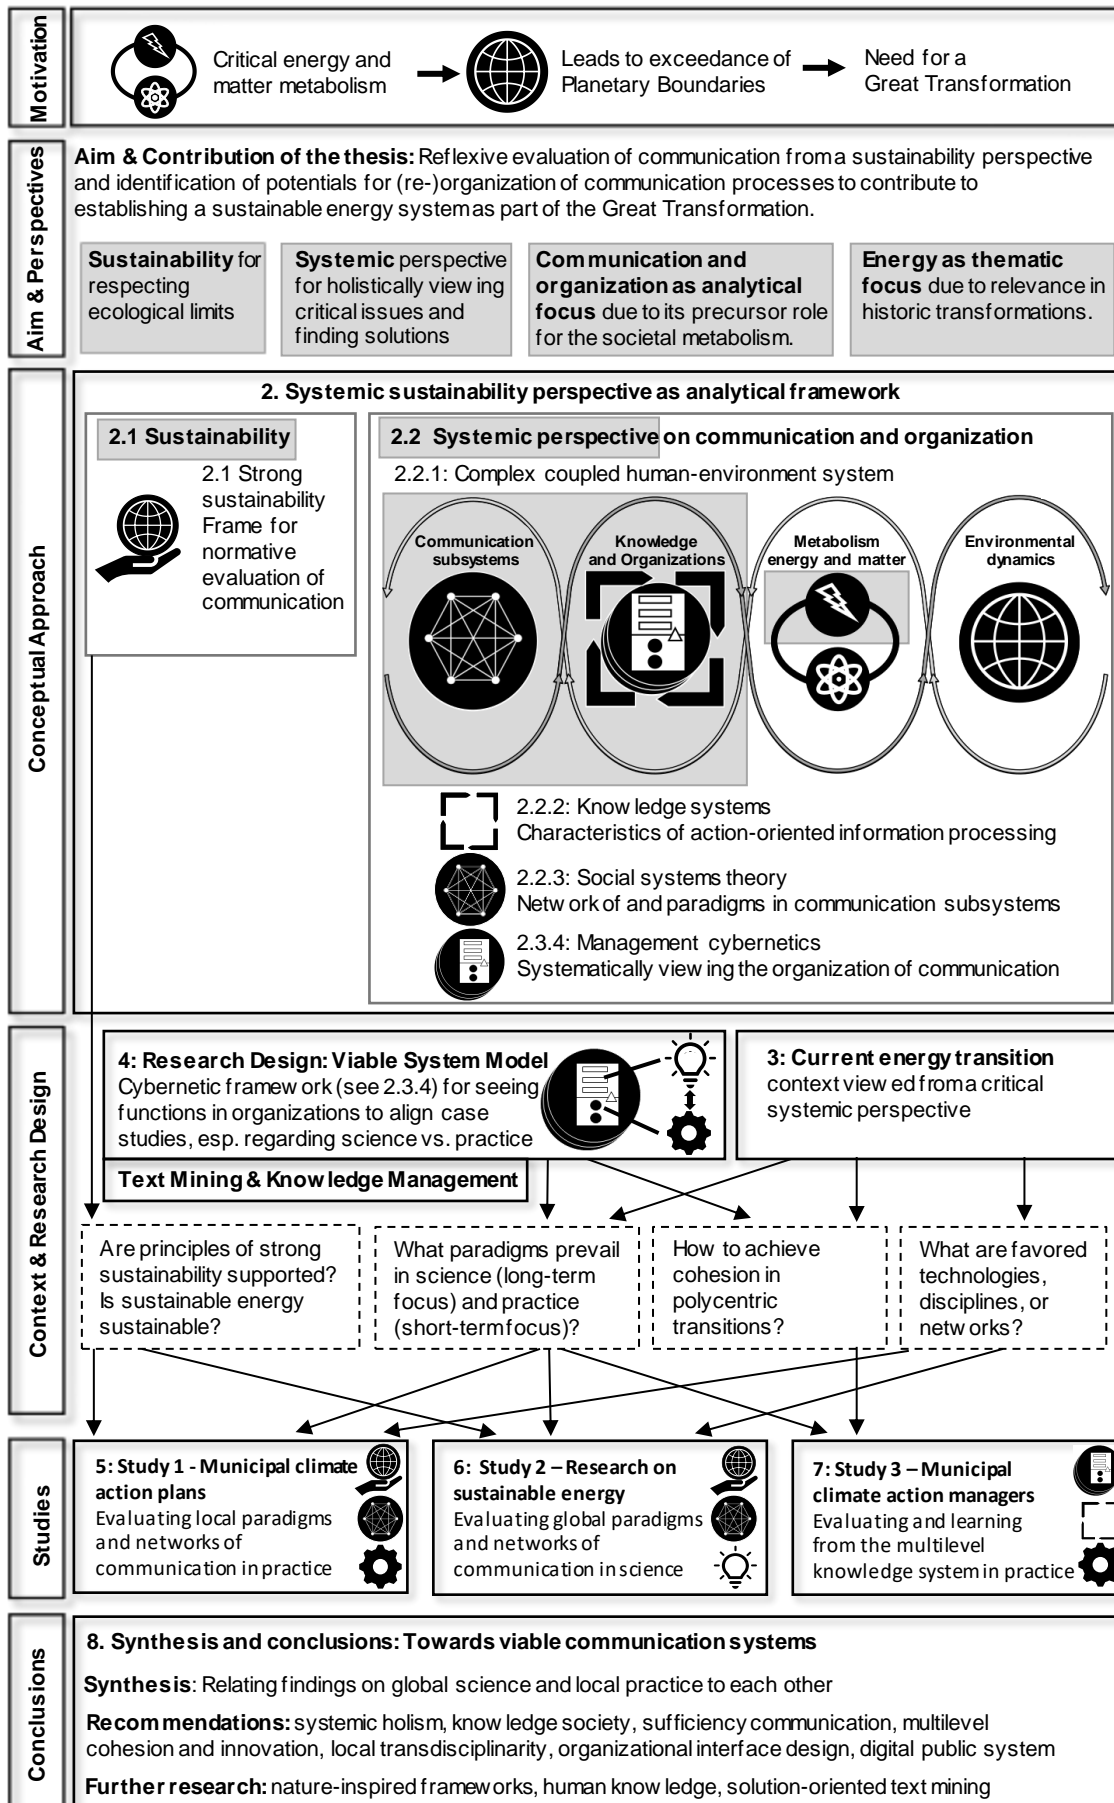 Motivation
Critical energy and
matter metabolism
Leads to exceedance of
Planetary Boundaries
Need for a
Great Transformation
Aim & Perspectives
Aim & Contribution of the thesis: Reflexive evaluation of communication from a sustainability perspective
and identification of potentials for (re-)organization of communication processes to contribute to
establishing a sustainable energy system as part of the Great Transformation.
Sustainability for
respecting
ecological limits
Systemic perspective
for holistically viewing
critical issues and
finding solutions
Communication and
organization as analytical
focus due to its precursor role
for the societal metabolism.
Energy as thematic
focus due to relevance in
historic transformations.
Conceptual Approach
2. Systemic sustainability perspective as analytical framework
2.1 Sustainability
2.1 Strong
sustainability
Frame for
normative
evaluation of
communication
2.2 Systemic perspective on communication and organization
2.2.1: Complex coupled human-environment system
Communication
subsystems
Knowledge
and Organizations
Metabolism
energy and matter
Environmental
dynamics
2.2.2: Knowledge systems
Characteristics of action-oriented information processing
2.2.3: Social systems theory
Network of and paradigms in communication subsystems
2.3.4: Management cybernetics
Systematically viewing the organization of communication
Context & Research Design
4: Research Design: Viable System Model
Cybernetic framework (see 2.3.4) for seeing
functions in organizations to align case
studies, esp. regarding science vs. practice
Text Mining & Knowledge Management
3: Current energy transition
context viewed from a critical
systemic perspective
Are principles of strong
sustainability supported?
Is sustainable energy
sustainable?
What paradigms prevail
in science (long-term
focus) and practice
(short-term focus)?
How to achieve
cohesion in
polycentric
transitions?
What are favored
technologies,
disciplines, or
networks?
Studies
5: Study 1 - Municipal climate
action plans
Evaluating local paradigms
and networks of
communication in practice
6: Study 2 – Research on
sustainable energy
Evaluating global paradigms
and networks of
communication in science
7: Study 3 – Municipal
climate action managers
Evaluating and learning
from the multilevel
knowledge system in practice
Conclusions
8. Synthesis and conclusions: Towards viable communication systems
Synthesis: Relating findings on global science and local practice to each other
Recommendations: systemic holism, knowledge society, sufficiency communication, multilevel
cohesion and innovation, local transdisciplinarity, organizational interface design, digital public system
Further research: nature-inspired frameworks, human knowledge, solution-oriented text mining